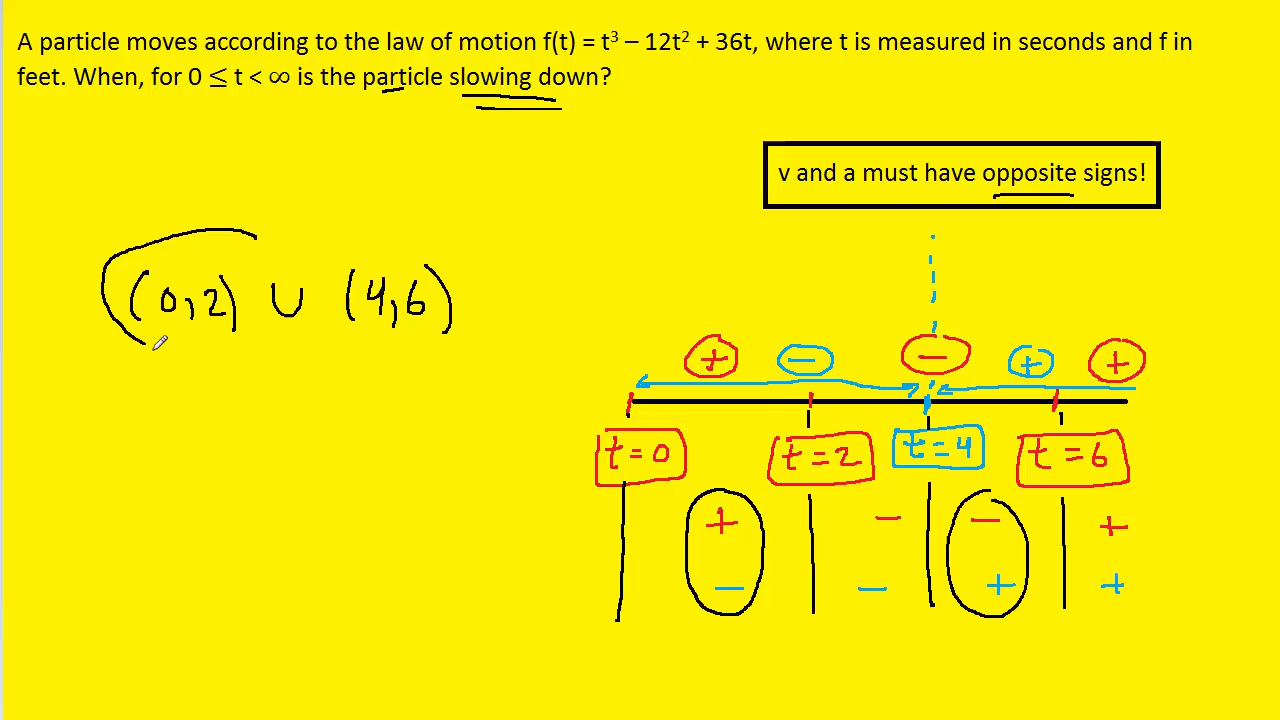 A particle moves according to the law of motion f(t) = t³ – 12t² + 36t, where t is measured in seconds and f in
feet. When, for 0 ≤ t < ∞ is the particle slowing down?
v and a must have opposite signs!
(0,2) ∪ (4,6)
+ − − + +
t = 0 t = 2 t = 4 t = 6
+ − − +
− − + +